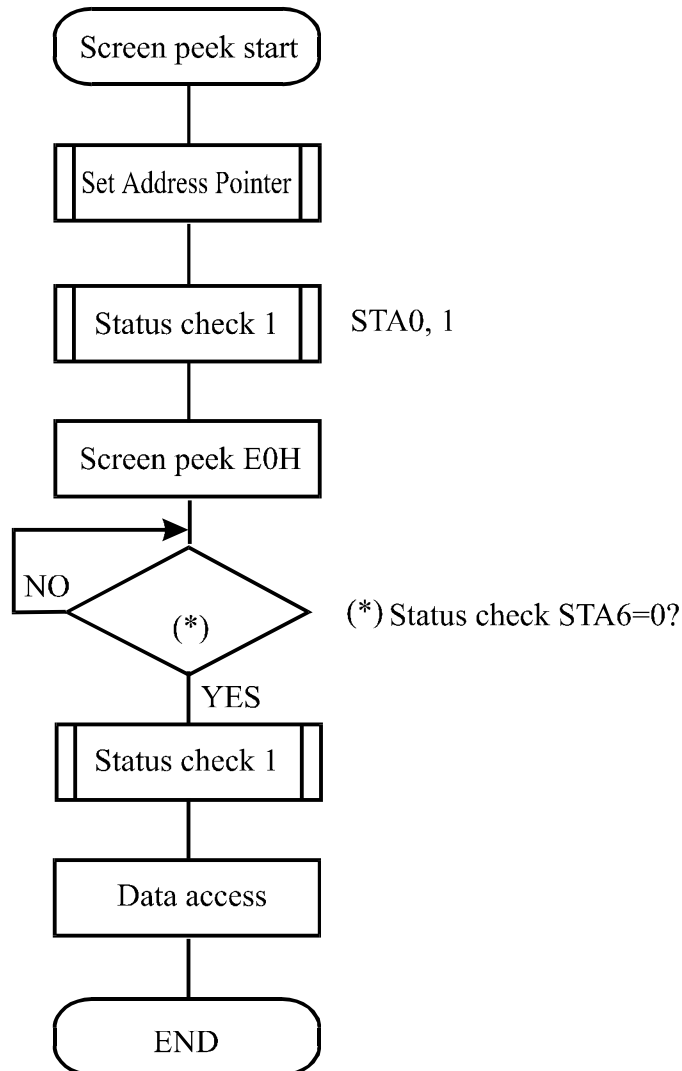 Screen peek start
Set Address Pointer
Status check 1
STA0, 1
Screen peek E0H
NO
(*)
(*) Status check STA6=0?
YES
Status check 1
Data access
END